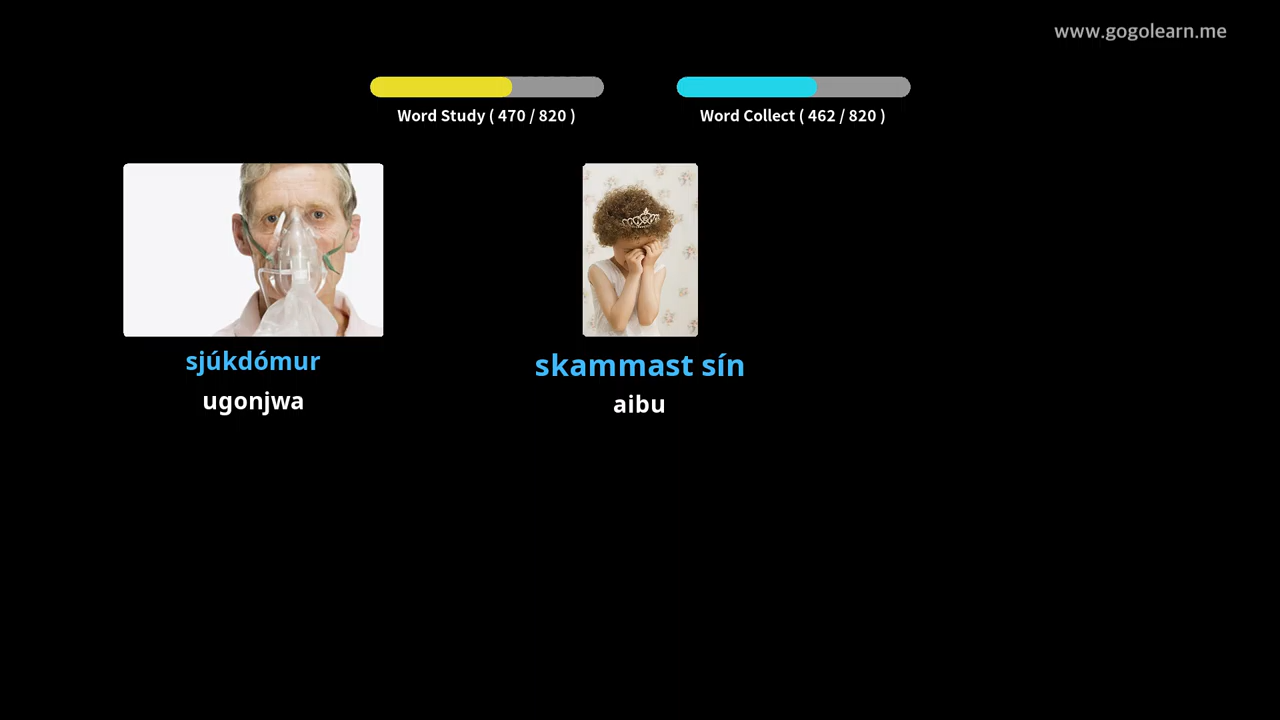 www.gogolearn.me
Word Study ( 470 / 820 )
Word Collect ( 462 / 820 )
sjúkdómur
ugonjwa
skammast sín
aibu